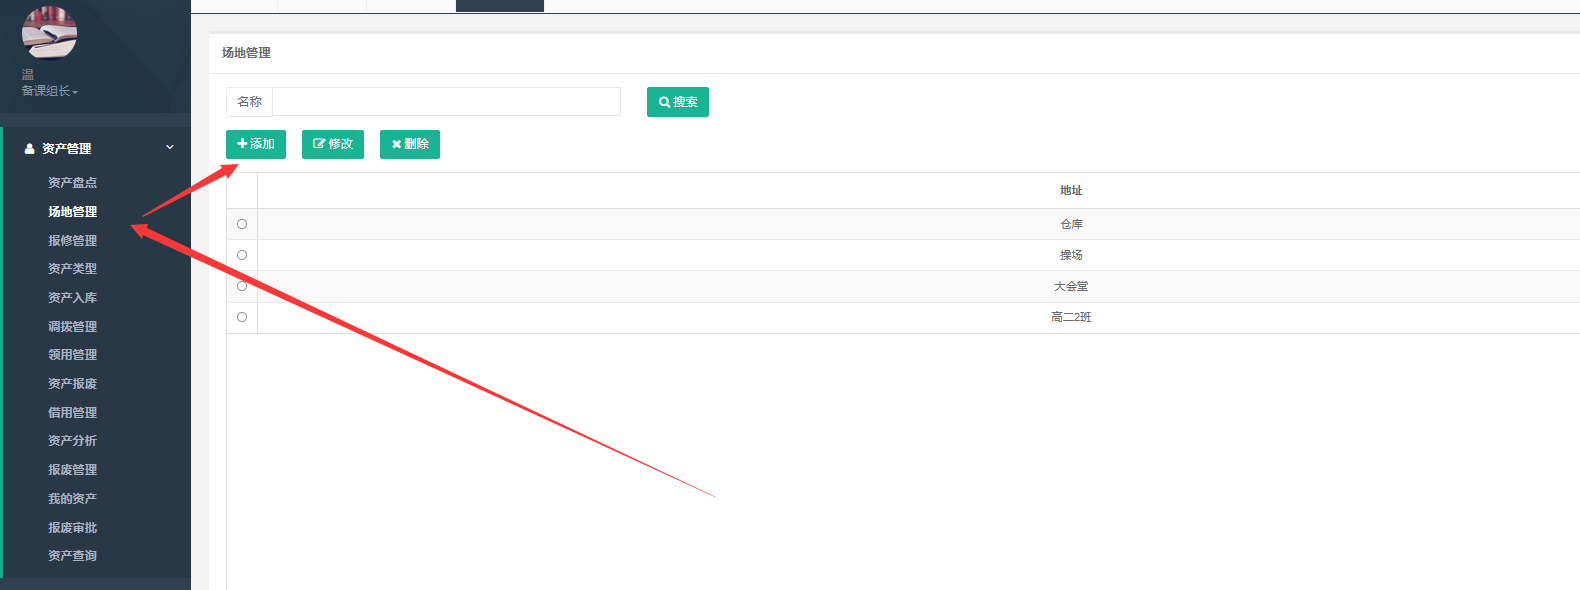 温
备课组长
资产管理
资产盘点
场地管理
报修管理
资产类型
资产入库
调拨管理
领用管理
资产报废
借用管理
资产分析
报废管理
我的资产
报废审批
资产查询
场地管理
名称
搜索
添加 修改 删除
地址
仓库
操场
大会堂
高二2班